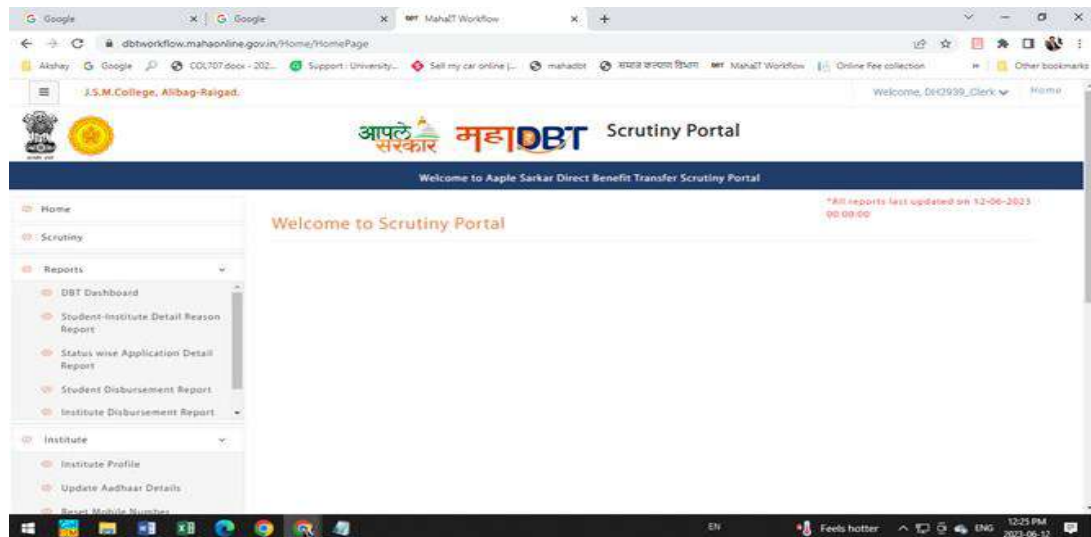 Google
Google
MahaIT Workflow
dbtworkflow.mahaonline.gov.in/Home/HomePage
Akshay
Google
COL707.docx - 202...
Support : University...
Sell my car online |...
mahadbt
समाज कल्याण विभाग
MahaIT Workflow
Online Fee collection
Other bookmarks
J.S.M.College, Alibag-Raigad.
Welcome, DH2939_Clerk
Home
आपले सरकार
महाDBT
Scrutiny Portal
Welcome to Aaple Sarkar Direct Benefit Transfer Scrutiny Portal
Home
Scrutiny
Reports
DBT Dashboard
Student-Institute Detail Reason
Report
Status wise Application Detail
Report
Student Disbursement Report
Institute Disbursement Report
Institute
Institute Profile
Update Aadhaar Details
Reset Mobile Number
Welcome to Scrutiny Portal
*All reports last updated on 12-06-2023
00:00:00
EN
Feels hotter
ENG
12:25 PM
2023-06-12